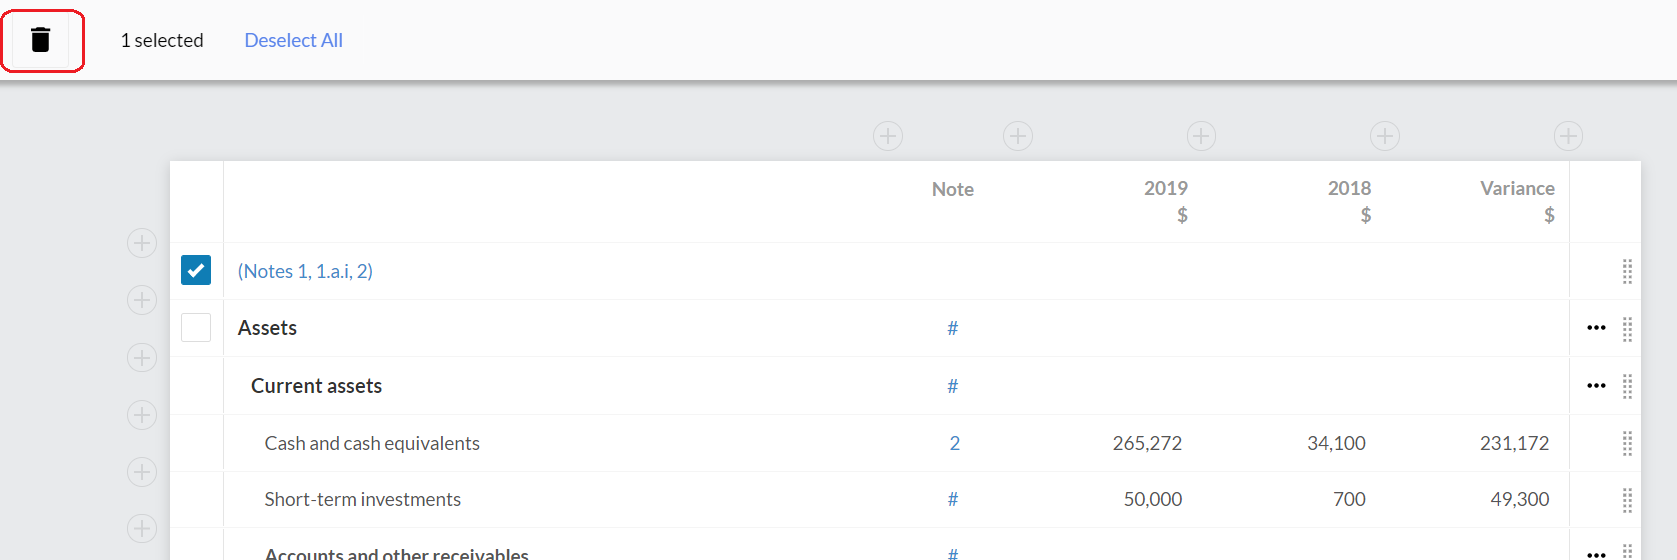 1 selected Deselect All
Note 2019 2018 Variance
$ $ $
(Notes 1, 1.a.i, 2)
Assets #
Current assets #
Cash and cash equivalents 2 265,272 34,100 231,172
Short-term investments # 50,000 700 49,300
Accounts and other receivables #